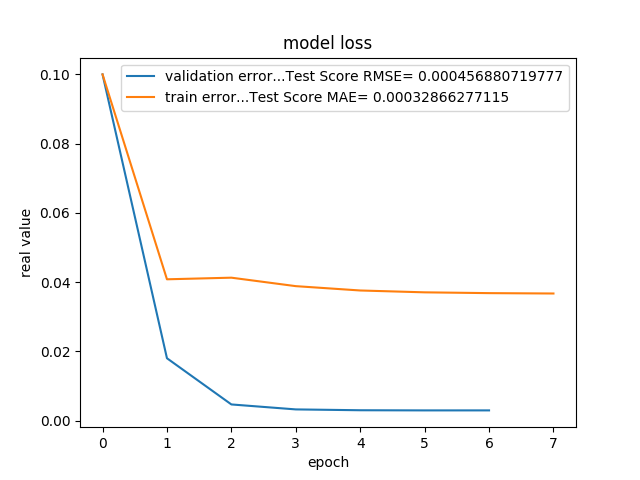 model loss
validation error...Test Score RMSE= 0.000456880719777
train error...Test Score MAE= 0.00032866277115
real value
0.10
0.08
0.06
0.04
0.02
0.00
0 1 2 3 4 5 6 7
epoch